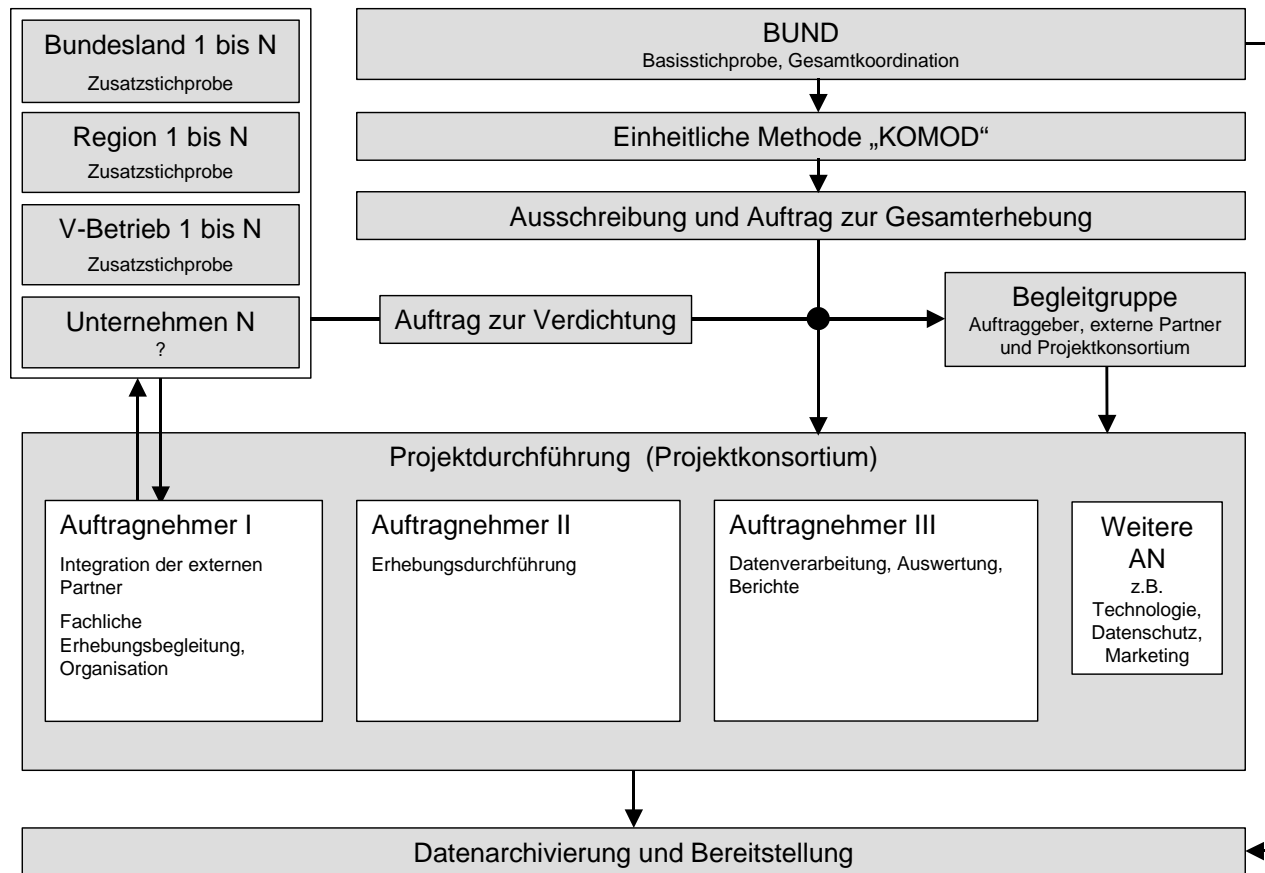 Bundesland 1 bis N
Zusatzstichprobe
Region 1 bis N
Zusatzstichprobe
V-Betrieb 1 bis N
Zusatzstichprobe
Unternehmen N
?
BUND
Basisstichprobe, Gesamtkoordination
Einheitliche Methode „KOMOD“
Ausschreibung und Auftrag zur Gesamterhebung
Auftrag zur Verdichtung
Begleitgruppe
Auftraggeber, externe Partner
und Projektkonsortium
Projektdurchführung (Projektkonsortium)
Auftragnehmer I
Integration der externen
Partner
Fachliche
Erhebungsbegleitung,
Organisation
Auftragnehmer II
Erhebungsdurchführung
Auftragnehmer III
Datenverarbeitung, Auswertung,
Berichte
Weitere
AN
z.B.
Technologie,
Datenschutz,
Marketing
Datenarchivierung und Bereitstellung